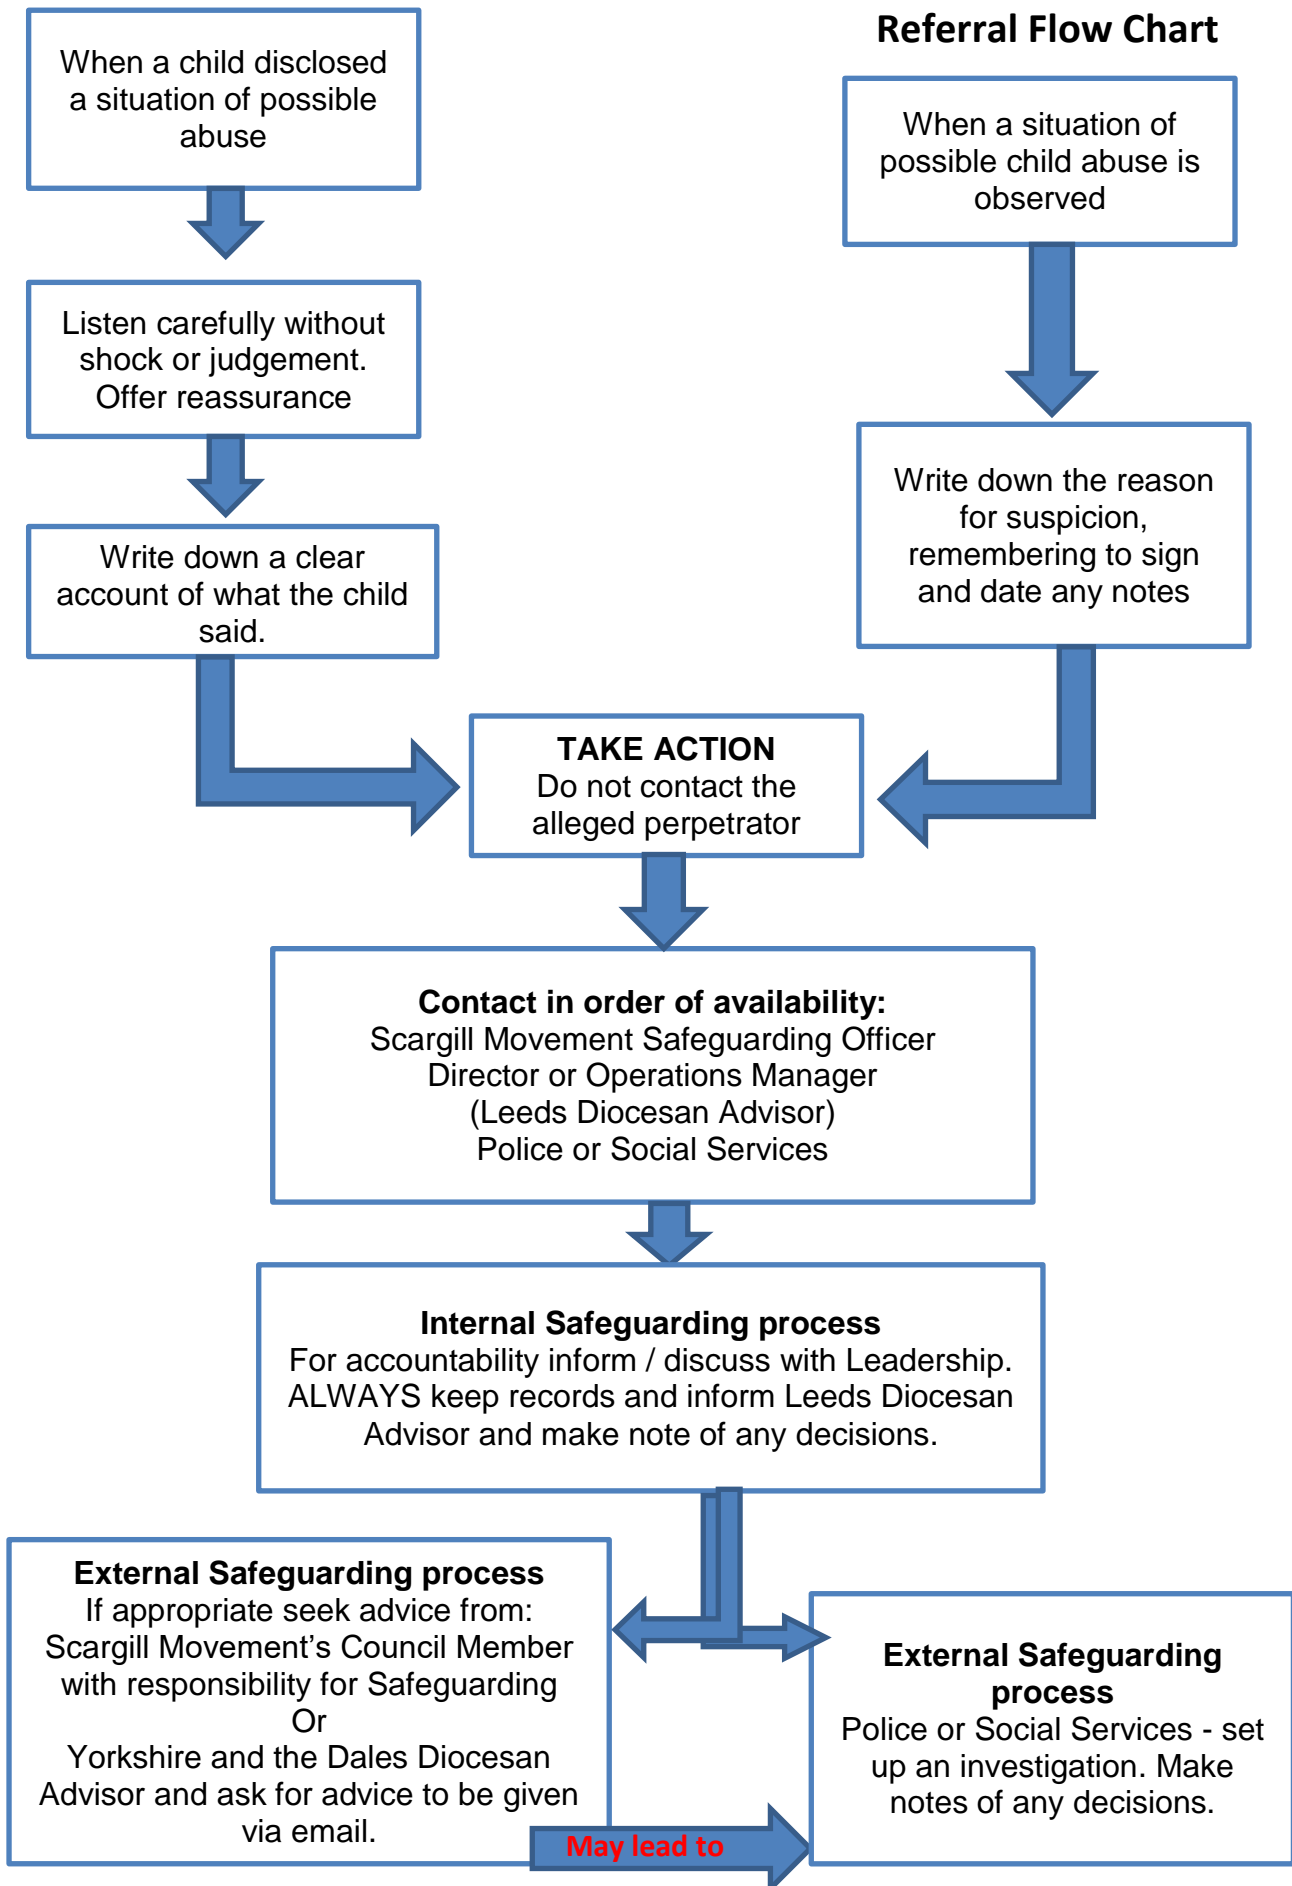 Referral Flow Chart
When a child disclosed
a situation of possible
abuse
When a situation of
possible child abuse is
observed
Listen carefully without
shock or judgement.
Offer reassurance
Write down the reason
for suspicion,
remembering to sign
and date any notes
Write down a clear
account of what the child
said.
TAKE ACTION
Do not contact the
alleged perpetrator
Contact in order of availability:
Scargill Movement Safeguarding Officer
Director or Operations Manager
(Leeds Diocesan Advisor)
Police or Social Services
Internal Safeguarding process
For accountability inform / discuss with Leadership.
ALWAYS keep records and inform Leeds Diocesan
Advisor and make note of any decisions.
External Safeguarding process
If appropriate seek advice from:
Scargill Movement’s Council Member
with responsibility for Safeguarding
Or
Yorkshire and the Dales Diocesan
Advisor and ask for advice to be given
via email.
May lead to
External Safeguarding
process
Police or Social Services - set
up an investigation. Make
notes of any decisions.